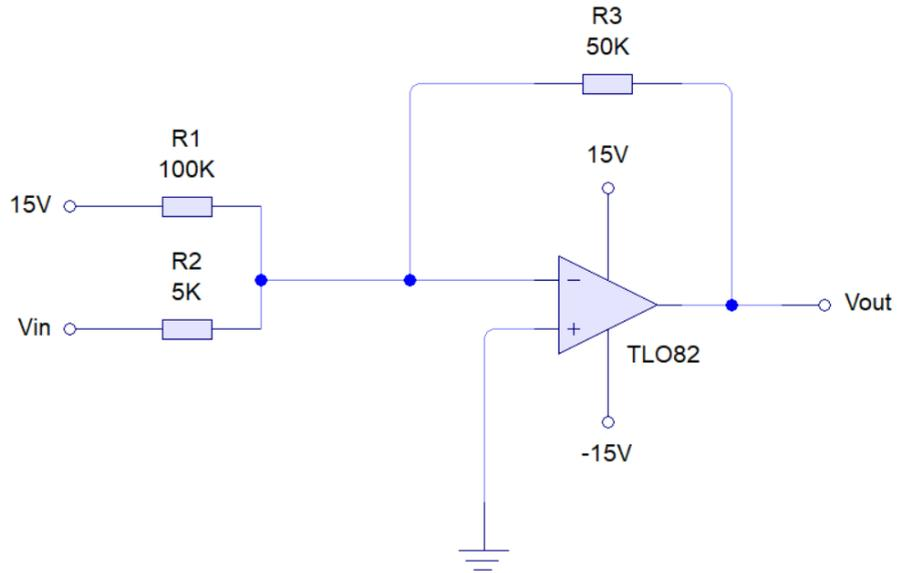 R3
50K
R1
100K
15V
15V
R2
5K
Vin
−
+
Vout
TLO82
-15V